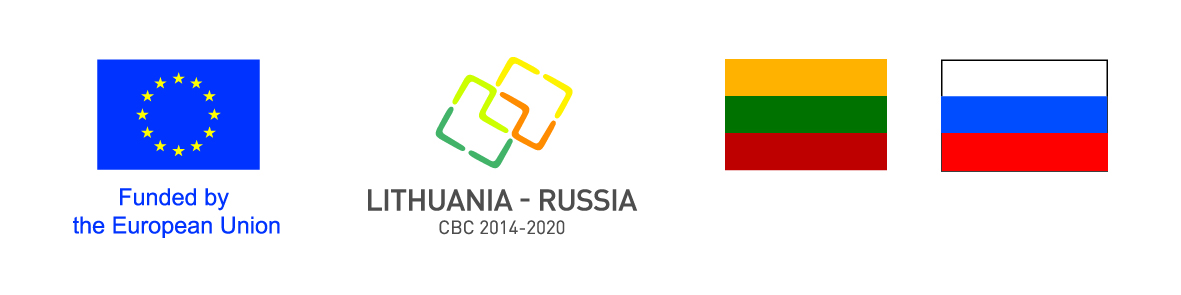 Funded by
the European Union
LITHUANIA - RUSSIA
CBC 2014-2020